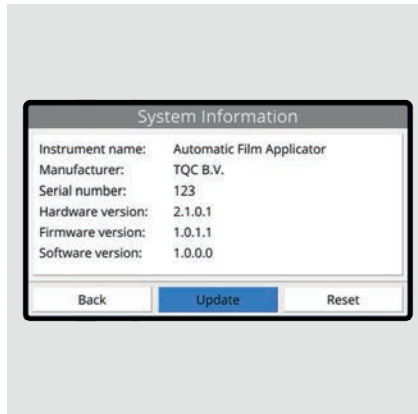 System Information
Instrument name: Automatic Film Applicator
Manufacturer: TQC B.V.
Serial number: 123
Hardware version: 2.1.0.1
Firmware version: 1.0.1.1
Software version: 1.0.0.0
Back Update Reset